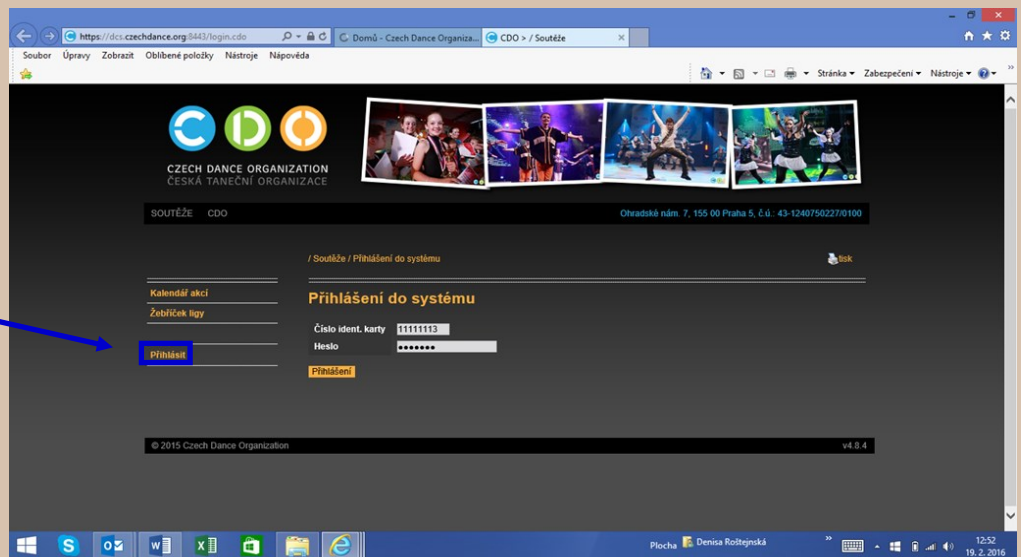 https://dcs.czechdance.org:8443/login.cdo
Domů - Czech Dance Organiza...
CDO > / Soutěže
Soubor Úpravy Zobrazit Oblíbené položky Nástroje Nápověda
Stránka Zabezpečení Nástroje
CDO
CZECH DANCE ORGANIZATION
ČESKÁ TANEČNÍ ORGANIZACE
SOUTĚŽE CDO
Ohradské nám. 7, 155 00 Praha 5, č.ú.: 43-1240750227/0100
/ Soutěže / Přihlášení do systému
tisk
Kalendář akcí
Žebříček ligy
Přihlásit
Přihlášení do systému
Číslo ident. karty 11111113
Heslo
Přihlášení
© 2015 Czech Dance Organization
v4.8.4
Plocha Denisa Roštejnská
12:52
19. 2. 2016